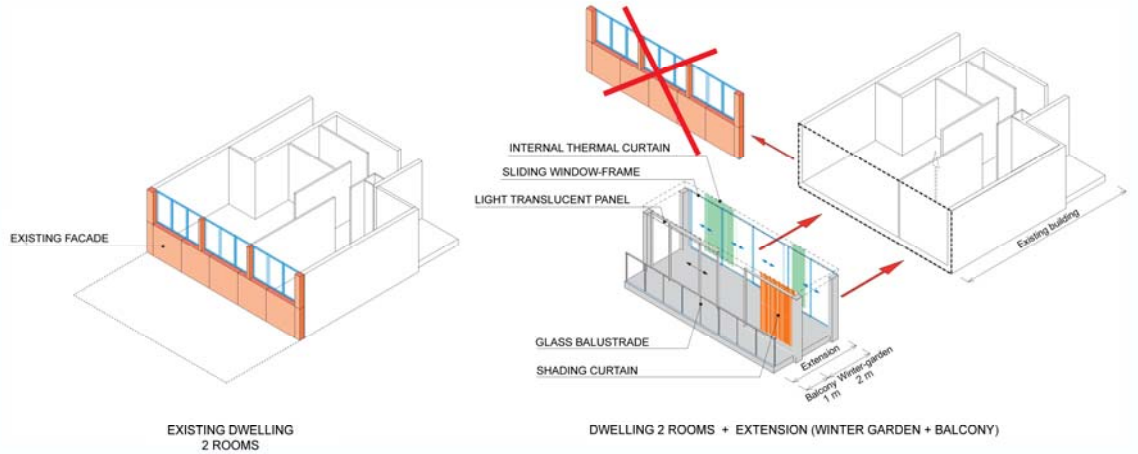 INTERNAL THERMAL CURTAIN
SLIDING WINDOW-FRAME
LIGHT TRANSLUCENT PANEL
EXISTING FACADE
Existing building
GLASS BALUSTRADE
SHADING CURTAIN
Extension
Balcony
1 m
Winter-garden
2 m
EXISTING DWELLING
2 ROOMS
DWELLING 2 ROOMS + EXTENSION (WINTER GARDEN + BALCONY)